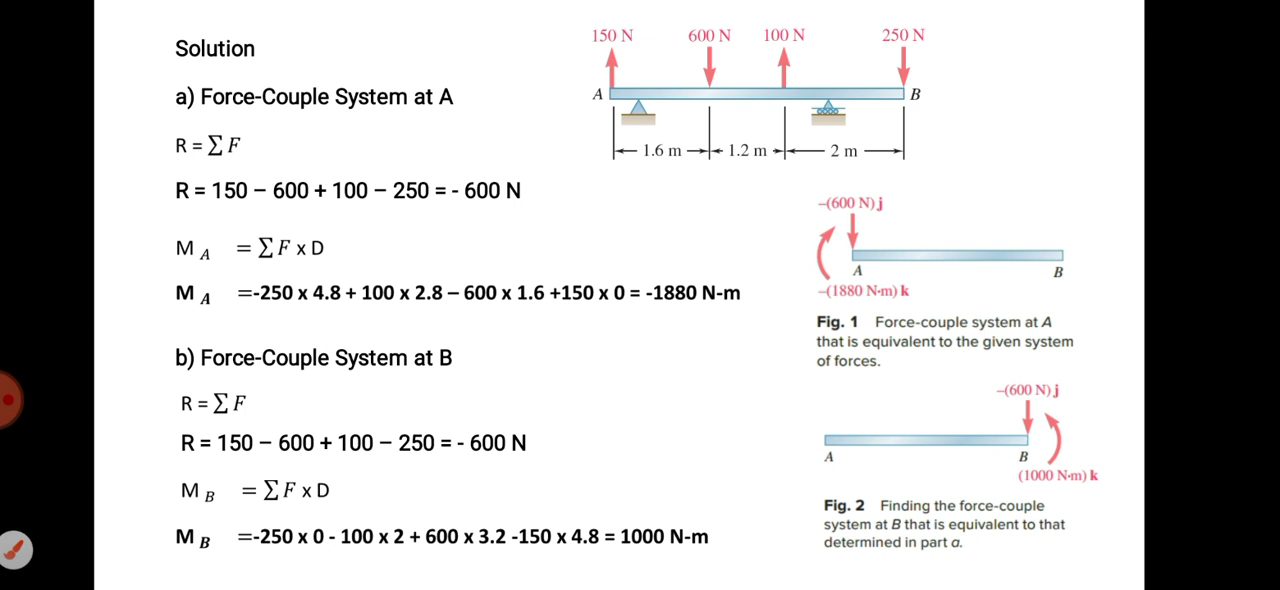 Solution
a) Force-Couple System at A
R = ∑ F
R = 150 – 600 + 100 – 250 = - 600 N
M A = ∑ F x D
M A =-250 x 4.8 + 100 x 2.8 – 600 x 1.6 +150 x 0 = -1880 N-m
b) Force-Couple System at B
R = ∑ F
R = 150 – 600 + 100 – 250 = - 600 N
M B = ∑ F x D
M B =-250 x 0 - 100 x 2 + 600 x 3.2 -150 x 4.8 = 1000 N-m
150 N 600 N 100 N 250 N
A B
1.6 m 1.2 m 2 m
–(600 N) j
A B
–(1880 N·m) k
Fig. 1 Force-couple system at A
that is equivalent to the given system
of forces.
–(600 N) j
A B
(1000 N·m) k
Fig. 2 Finding the force-couple
system at B that is equivalent to that
determined in part a.